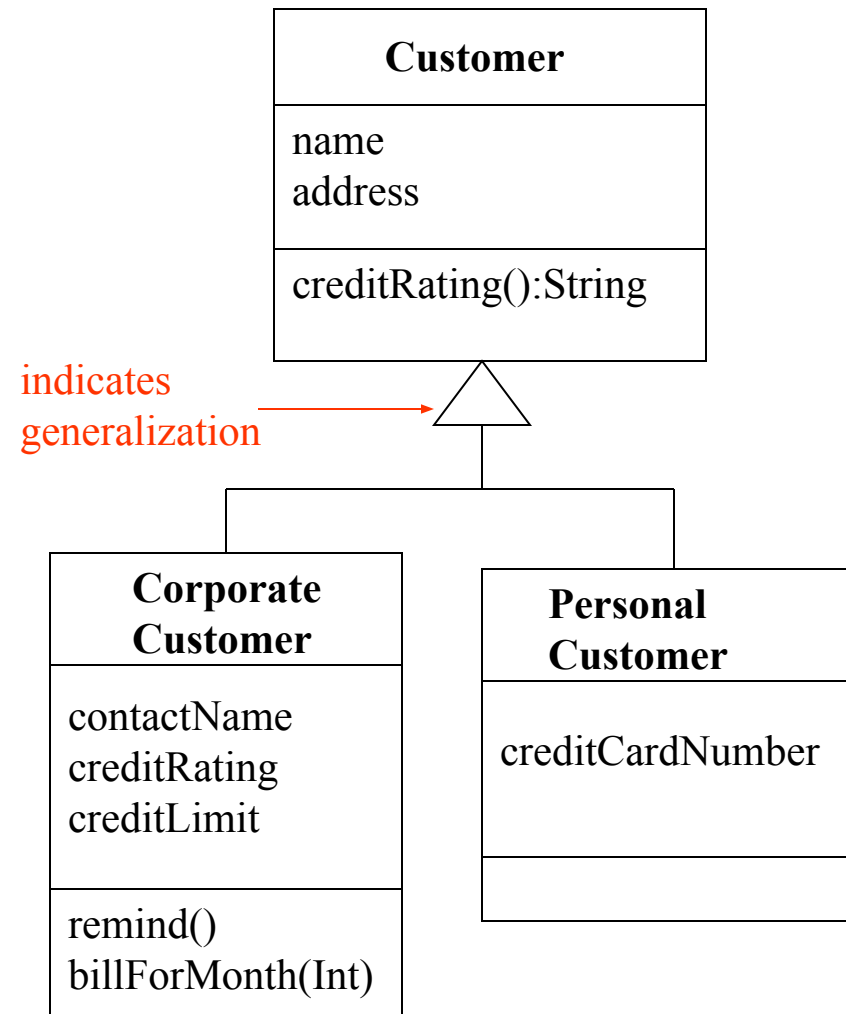 Customer
name
address
creditRating():String
indicates
generalization
Corporate
Customer
contactName
creditRating
creditLimit
remind()
billForMonth(Int)
Personal
Customer
creditCardNumber